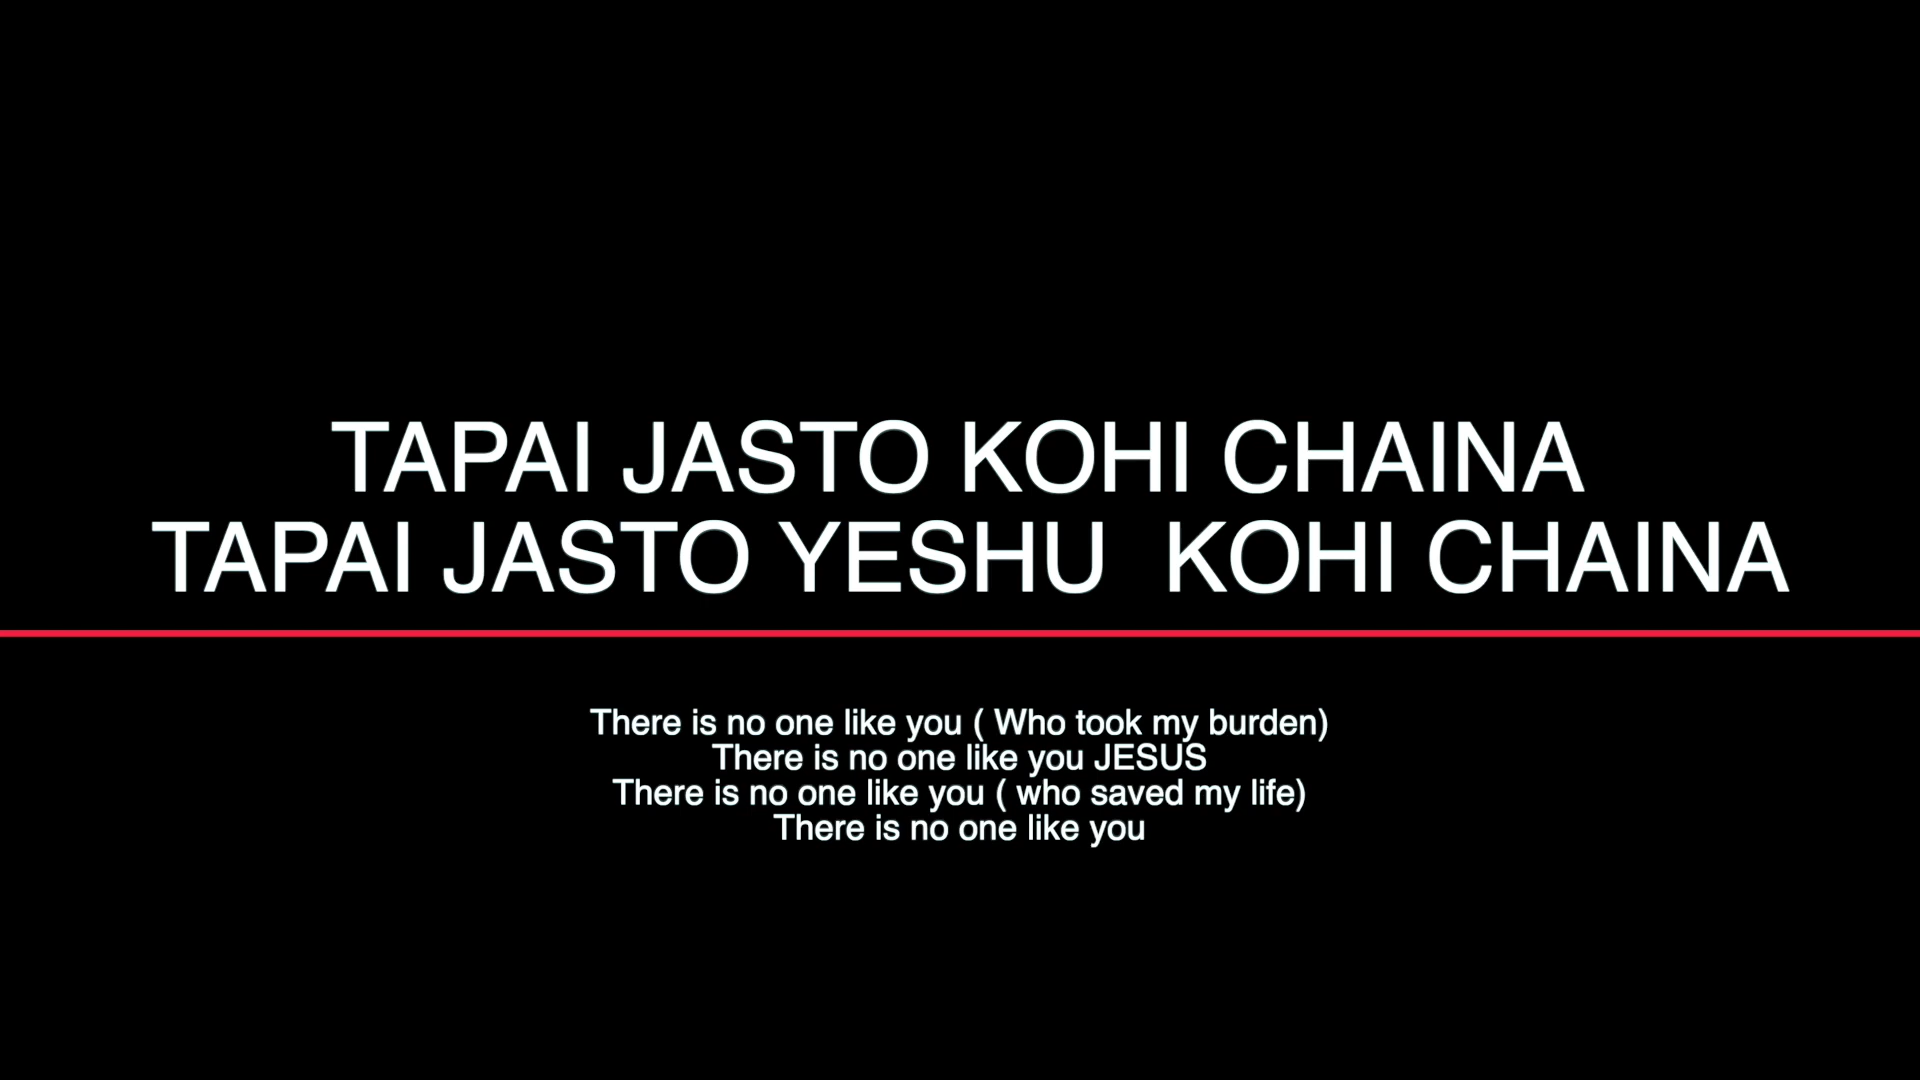 TAPAI JASTO KOHI CHAINA
TAPAI JASTO YESHU  KOHI CHAINA
There is no one like you ( Who took my burden)
There is no one like you JESUS
There is no one like you ( who saved my life)
There is no one like you